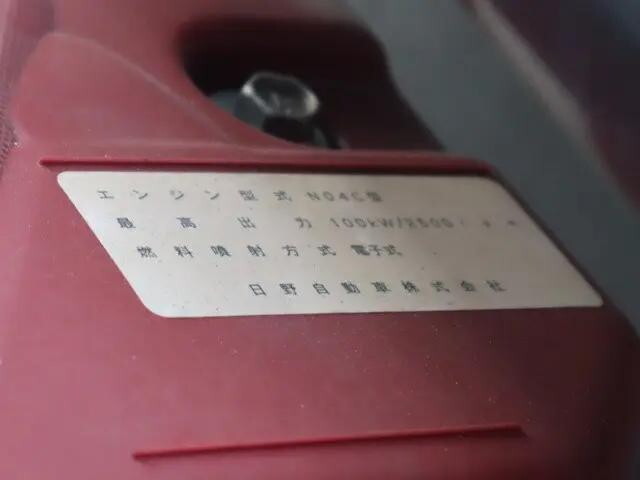 エンジン型式 N04C型
最高出力 100kW/2500
燃料噴射方式 電子式
日野自動車株式会社